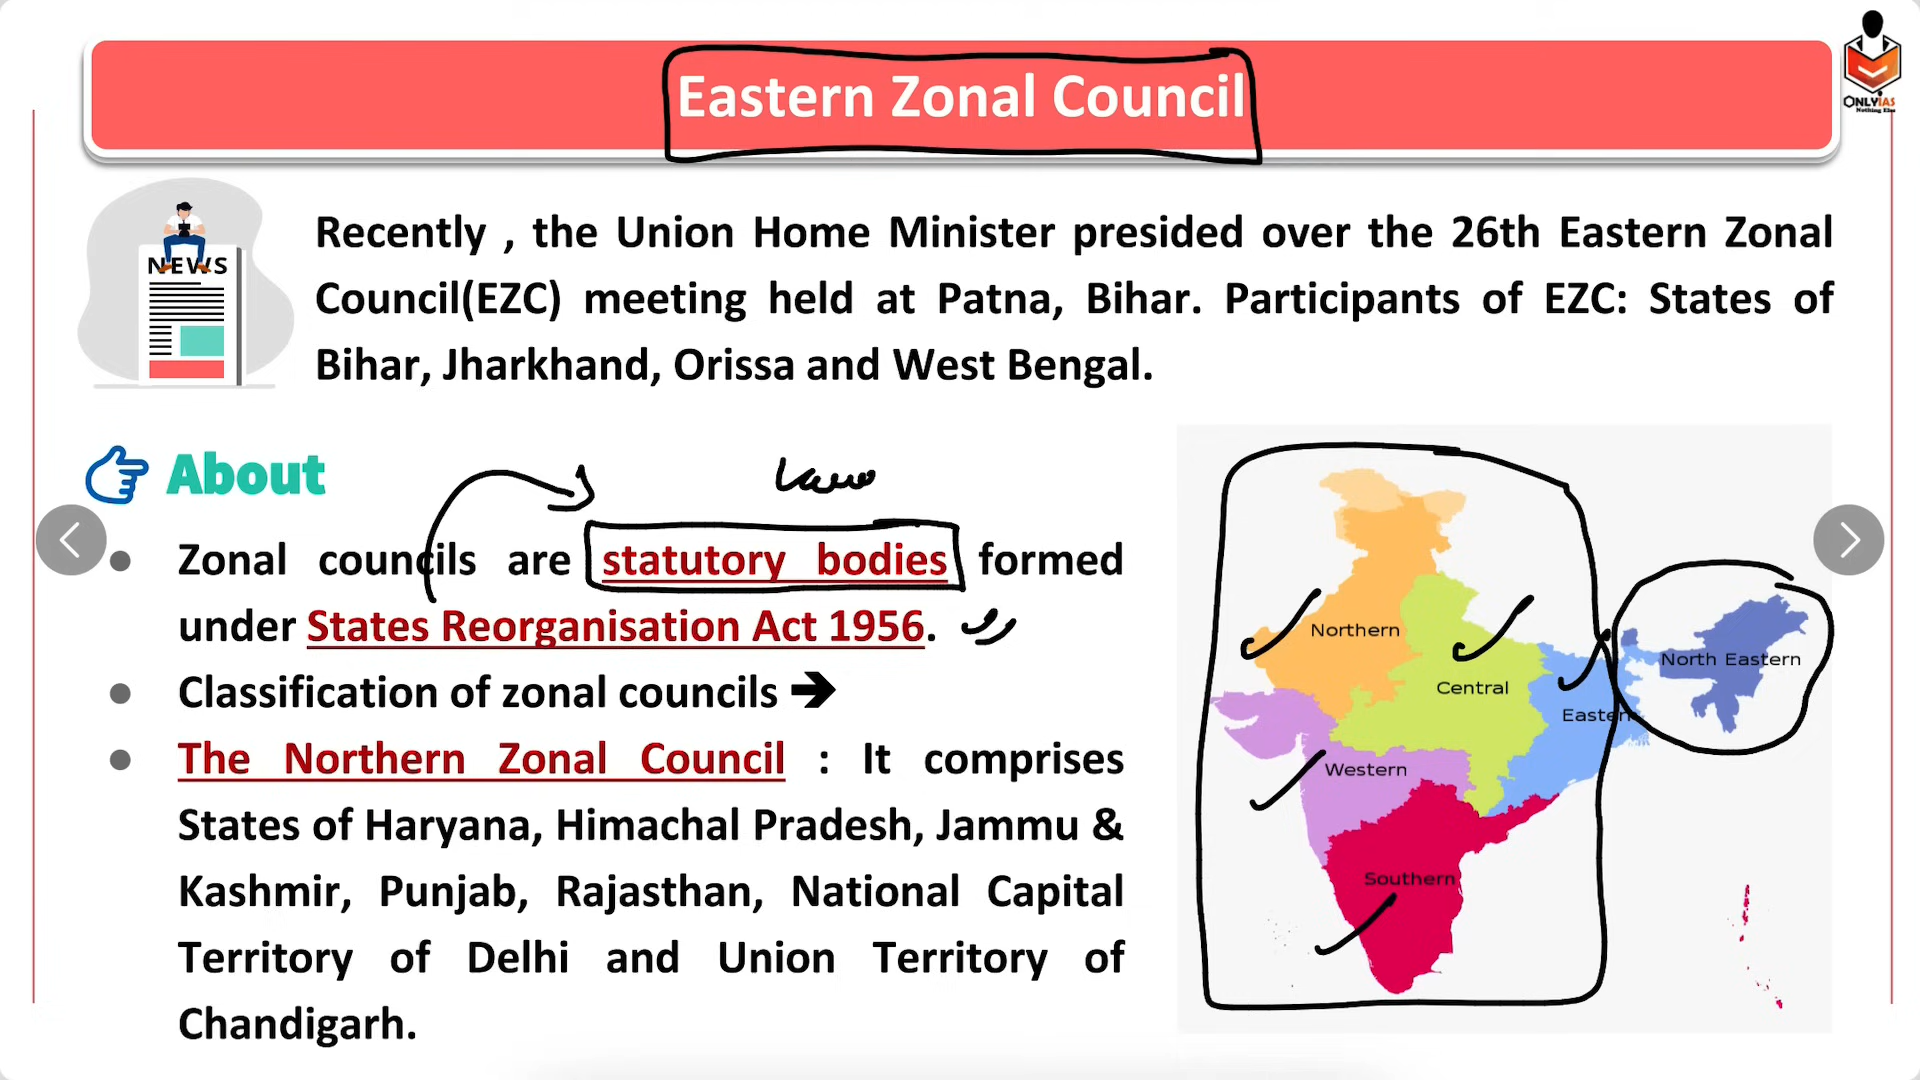 Eastern Zonal Council
ONLYIAS
Nothing Else
NEWS
Recently , the Union Home Minister presided over the 26th Eastern Zonal
Council(EZC) meeting held at Patna, Bihar. Participants of EZC: States of
Bihar, Jharkhand, Orissa and West Bengal.
About
Zonal councils are statutory bodies formed
under States Reorganisation Act 1956.
Classification of zonal councils ➔
The Northern Zonal Council : It comprises
States of Haryana, Himachal Pradesh, Jammu &
Kashmir, Punjab, Rajasthan, National Capital
Territory of Delhi and Union Territory of
Chandigarh.
Northern
North Eastern
Central
Eastern
Western
Southern